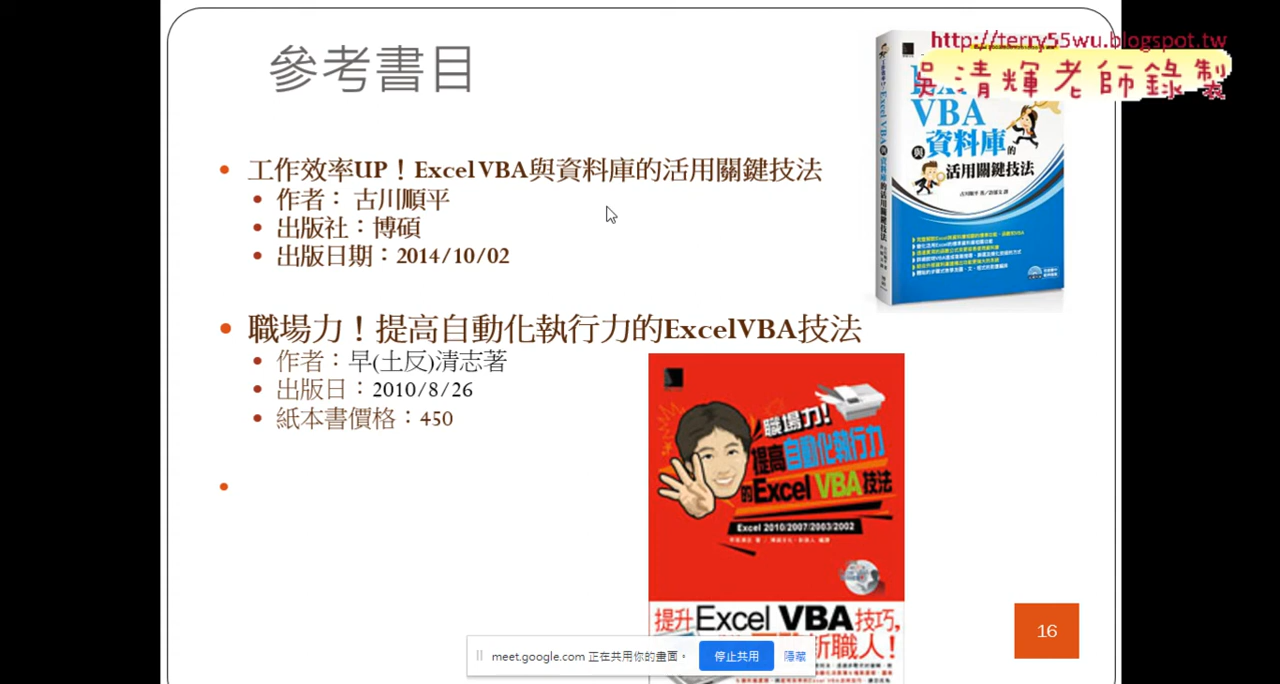 參考書目
http://terry55wu.blogspot.tw
吳清輝老師錄製
工作效率UP！Excel VBA與資料庫的活用關鍵技法
作者： 古川順平
出版社：博碩
出版日期：2014/10/02
VBA
與資料庫的
活用關鍵技法
職場力！提高自動化執行力的ExcelVBA技法
作者：早(土反)清志著
出版日：2010/8/26
紙本書價格：450
職場力!
提高自動化執行力
的Excel VBA技法
Excel 2010/2007/2003/2002
提升Excel VBA技巧,
新職人!
meet.google.com 正在共用你的畫面。
停止共用
隱藏
16